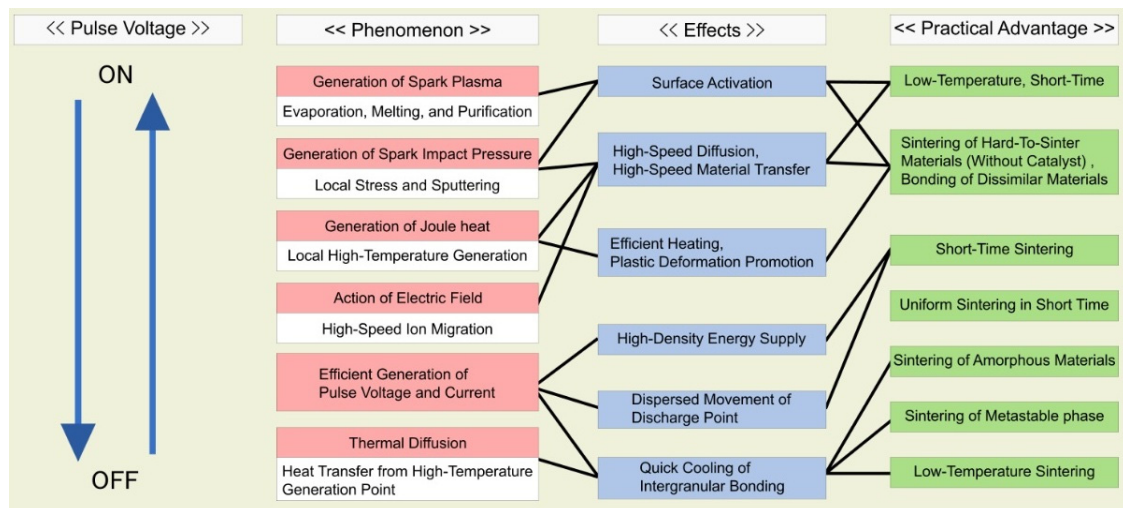 << Pulse Voltage >>
<< Phenomenon >>
<< Effects >>
<< Practical Advantage >>
ON
OFF
Generation of Spark Plasma
Evaporation, Melting, and Purification
Generation of Spark Impact Pressure
Local Stress and Sputtering
Generation of Joule heat
Local High-Temperature Generation
Action of Electric Field
High-Speed Ion Migration
Efficient Generation of
Pulse Voltage and Current
Thermal Diffusion
Heat Transfer from High-Temperature
Generation Point
Surface Activation
High-Speed Diffusion,
High-Speed Material Transfer
Efficient Heating,
Plastic Deformation Promotion
High-Density Energy Supply
Dispersed Movement of
Discharge Point
Quick Cooling of
Intergranular Bonding
Low-Temperature, Short-Time
Sintering of Hard-To-Sinter
Materials (Without Catalyst) ,
Bonding of Dissimilar Materials
Short-Time Sintering
Uniform Sintering in Short Time
Sintering of Amorphous Materials
Sintering of Metastable phase
Low-Temperature Sintering